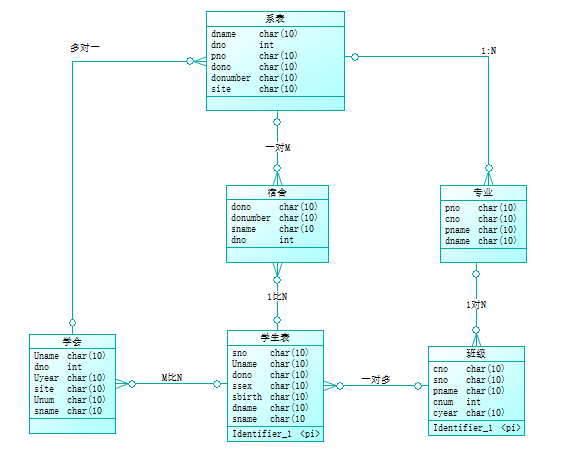 系表
dname char(10)
dno int
pno char(10)
dono char(10)
donumber char(10)
site char(10)
多对一
1:N
一对M
宿舍
dono char(10)
donumber char(10)
sname char(10
dno int
专业
pno char(10)
cno char(10)
pname char(10)
dname char(10)
1比N
1对N
学会
Uname char(10)
dno int
Uyear char(10)
site char(10)
Unum char(10)
sname char(10
M比N
学生表
sno char(10)
Uname char(10)
dono char(10)
ssex char(10)
sbirth char(10)
dname char(10)
sname char(10
Identifier_1 <pi>
一对多
班级
cno char(10)
sno char(10)
pname char(10)
cnum int
cyear char(10)
Identifier_1 <pi>